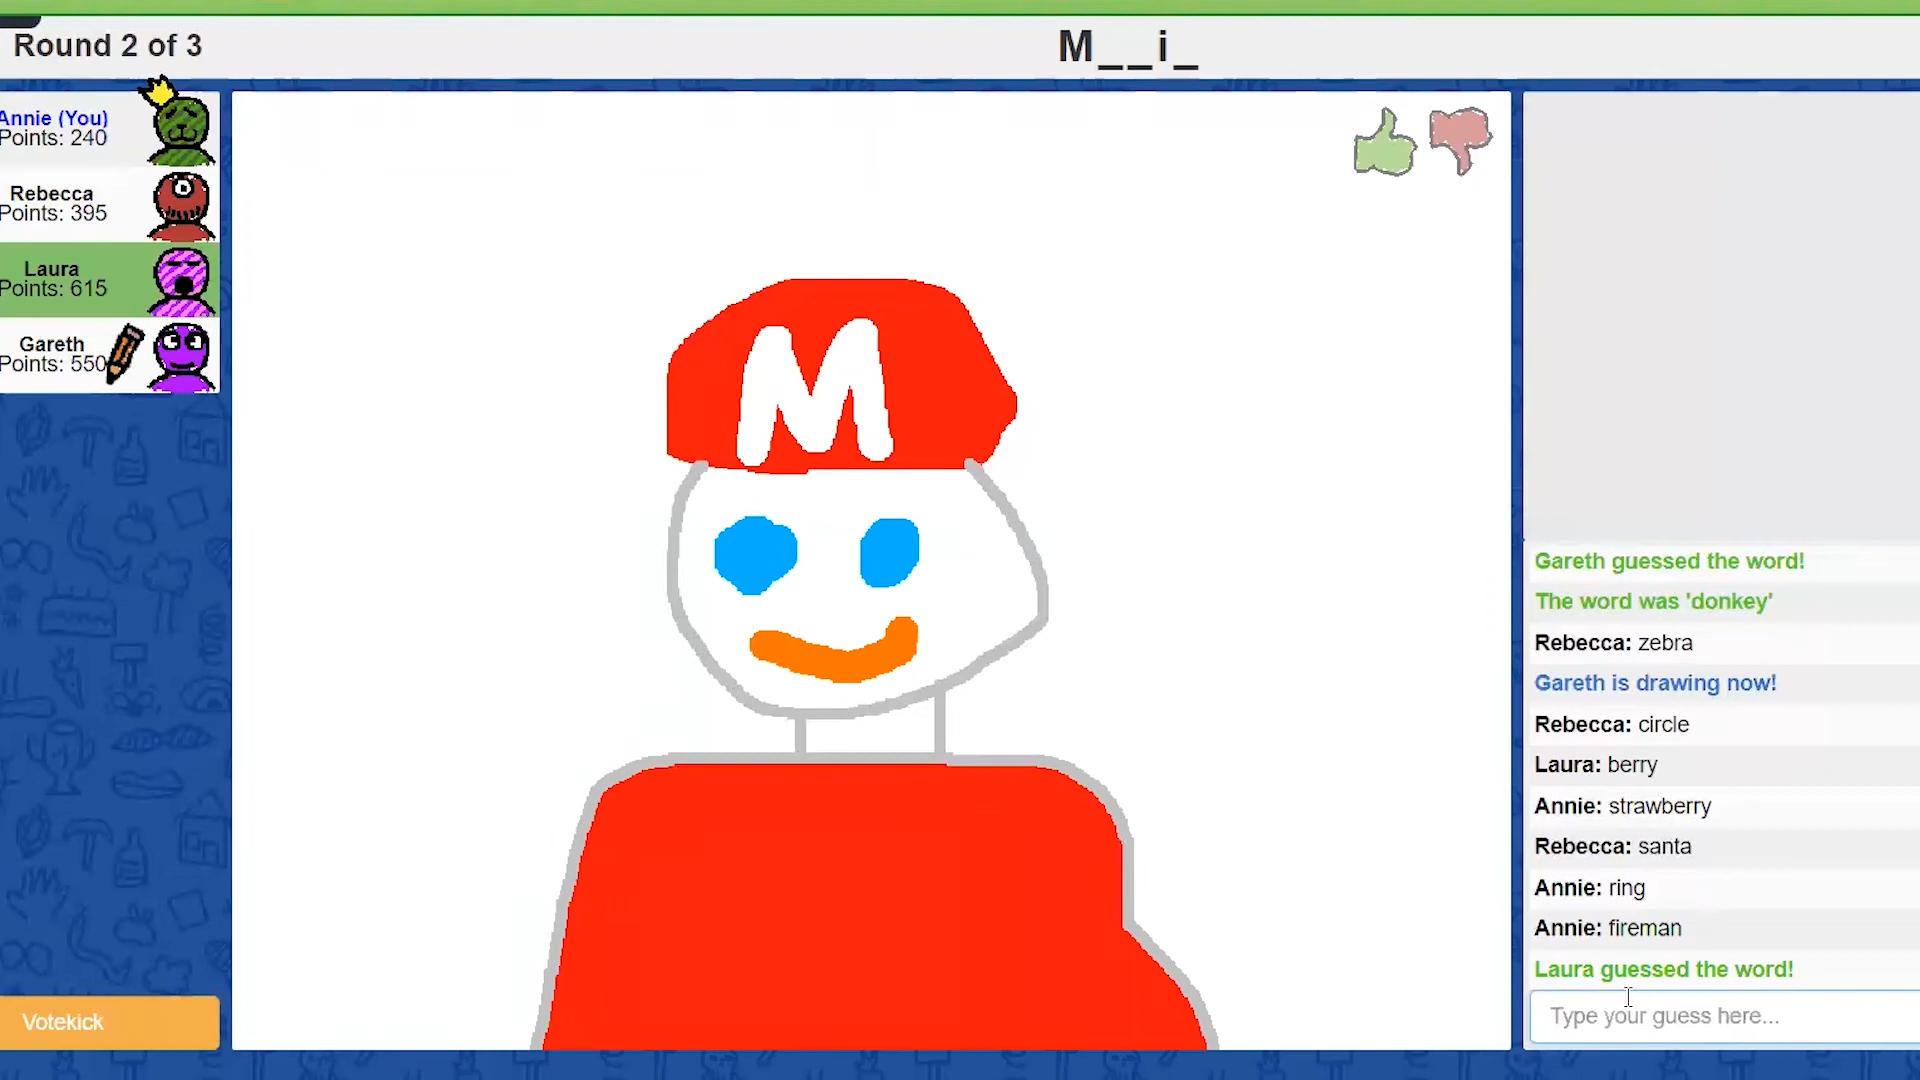 Round 2 of 3
M__i_
Annie (You)
Points: 240
Rebecca
Points: 395
Laura
Points: 615
Gareth
Points: 550
M
Gareth guessed the word!
The word was 'donkey'
Rebecca: zebra
Gareth is drawing now!
Rebecca: circle
Laura: berry
Annie: strawberry
Rebecca: santa
Annie: ring
Annie: fireman
Laura guessed the word!
Type your guess here...
Votekick